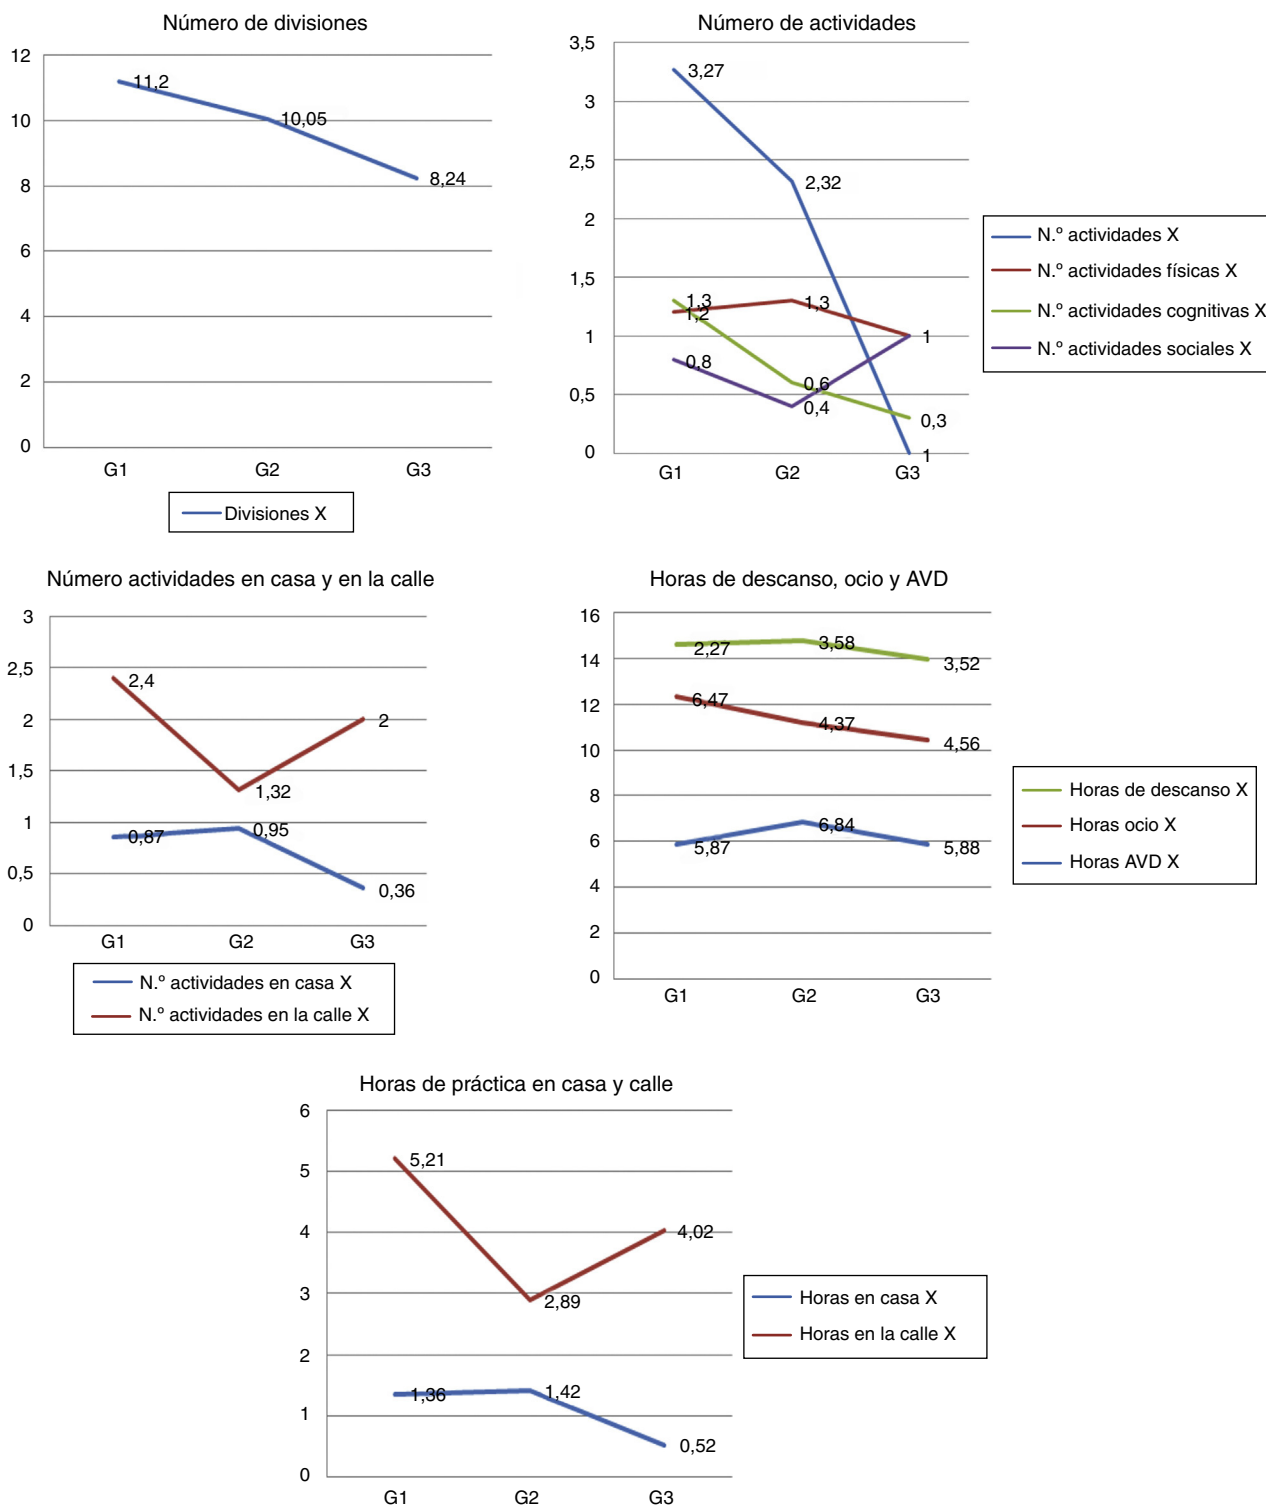 Número de divisiones
12
10
8
6
4
2
0
11,2
10,05
8,24
G1
G2
G3
Divisiones X
Número de actividades
3,5
3
2,5
2
1,5
1
0,5
0
3,27
2,32
1,3
1,2
1,3
1
0,8
0,6
0,4
0,3
1
G1
G2
G3
N.º actividades X
N.º actividades físicas X
N.º actividades cognitivas X
N.º actividades sociales X
Número actividades en casa y en la calle
3
2,5
2
1,5
1
0,5
0
2,4
1,32
2
0,87
0,95
0,36
G1
G2
G3
N.º actividades en casa X
N.º actividades en la calle X
Horas de descanso, ocio y AVD
16
14
12
10
8
6
4
2
0
2,27
3,58
3,52
6,47
4,37
4,56
5,87
6,84
5,88
G1
G2
G3
Horas de descanso X
Horas ocio X
Horas AVD X
Horas de práctica en casa y calle
6
5
4
3
2
1
0
5,21
2,89
4,02
1,36
1,42
0,52
G1
G2
G3
Horas en casa X
Horas en la calle X